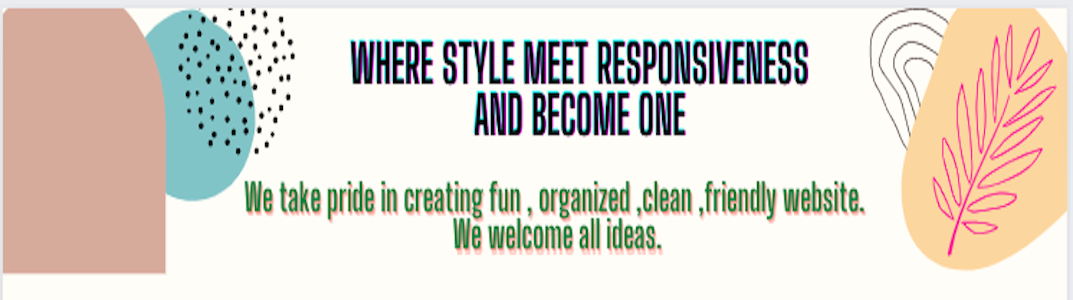 WHERE STYLE MEET RESPONSIVENESS
AND BECOME ONE
We take pride in creating fun , organized ,clean ,friendly website.
We welcome all ideas.